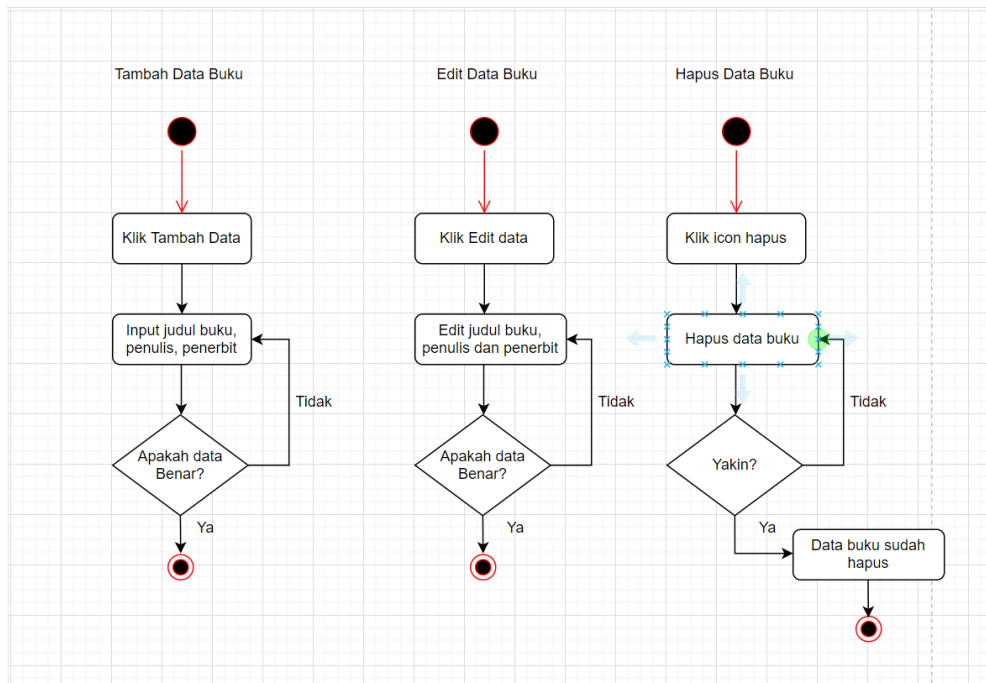 Tambah Data Buku
Klik Tambah Data
Input judul buku,
penulis, penerbit
Tidak
Apakah data
Benar?
Ya
Edit Data Buku
Klik Edit data
Edit judul buku,
penulis dan penerbit
Tidak
Apakah data
Benar?
Ya
Hapus Data Buku
Klik icon hapus
Hapus data buku
Tidak
Yakin?
Ya
Data buku sudah
hapus